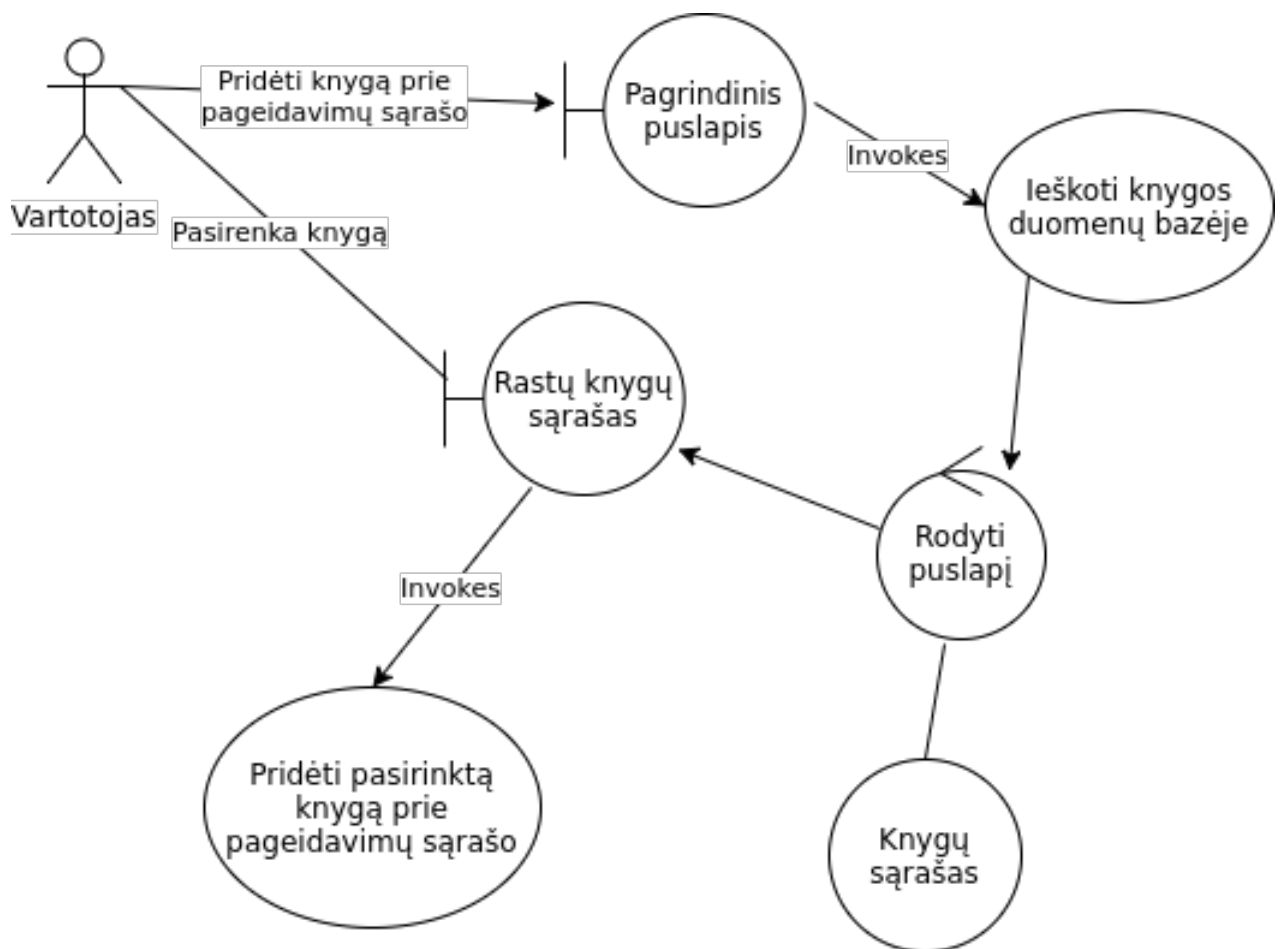 Pridėti knygą prie
pageidavimų sąrašo
Pagrindinis
puslapis
Invokes
Ieškoti knygos
duomenų bazėje
Vartotojas
Pasirenka knygą
Rastų knygų
sąrašas
Rodyti
puslapį
Invokes
Pridėti pasirinktą
knygą prie
pageidavimų sąrašo
Knygų
sąrašas